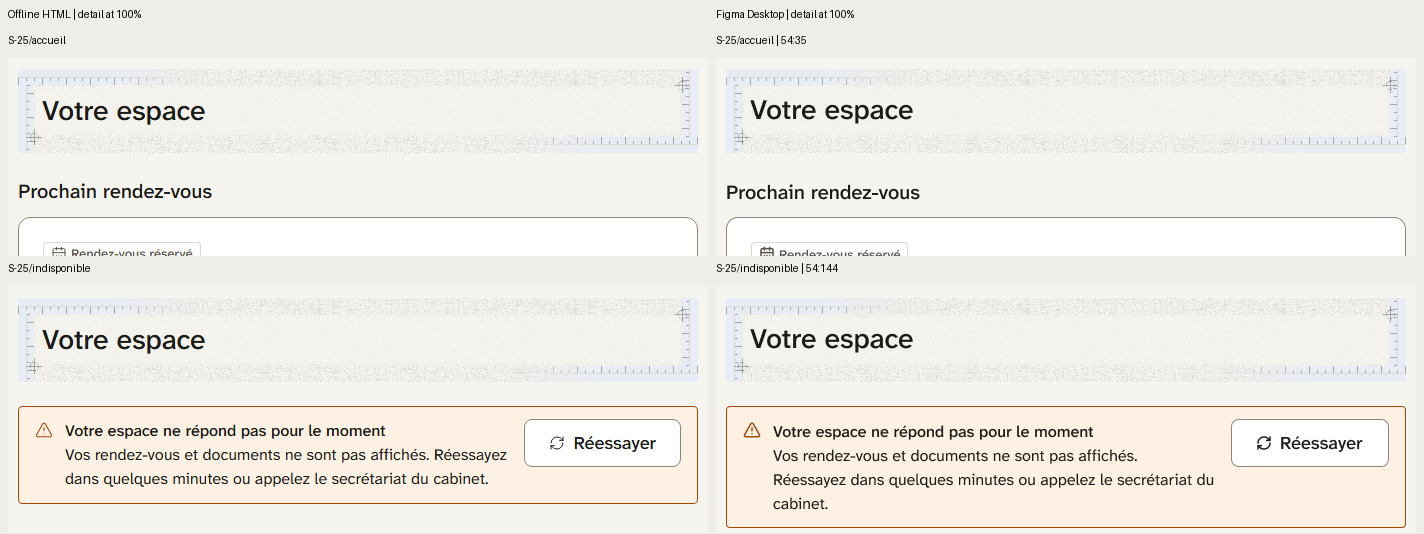 Offline HTML | detail at 100%
S-25/accueil
Votre espace
Prochain rendez-vous
Rendez-vous réservé
S-25/indisponible
Votre espace
Votre espace ne répond pas pour le moment
Vos rendez-vous et documents ne sont pas affichés. Réessayez
dans quelques minutes ou appelez le secrétariat du cabinet.
Réessayer
Figma Desktop | detail at 100%
S-25/accueil | 54:35
Votre espace
Prochain rendez-vous
Rendez-vous réservé
S-25/indisponible | 54:144
Votre espace
Votre espace ne répond pas pour le moment
Vos rendez-vous et documents ne sont pas affichés.
Réessayez dans quelques minutes ou appelez le secrétariat du
cabinet.
Réessayer